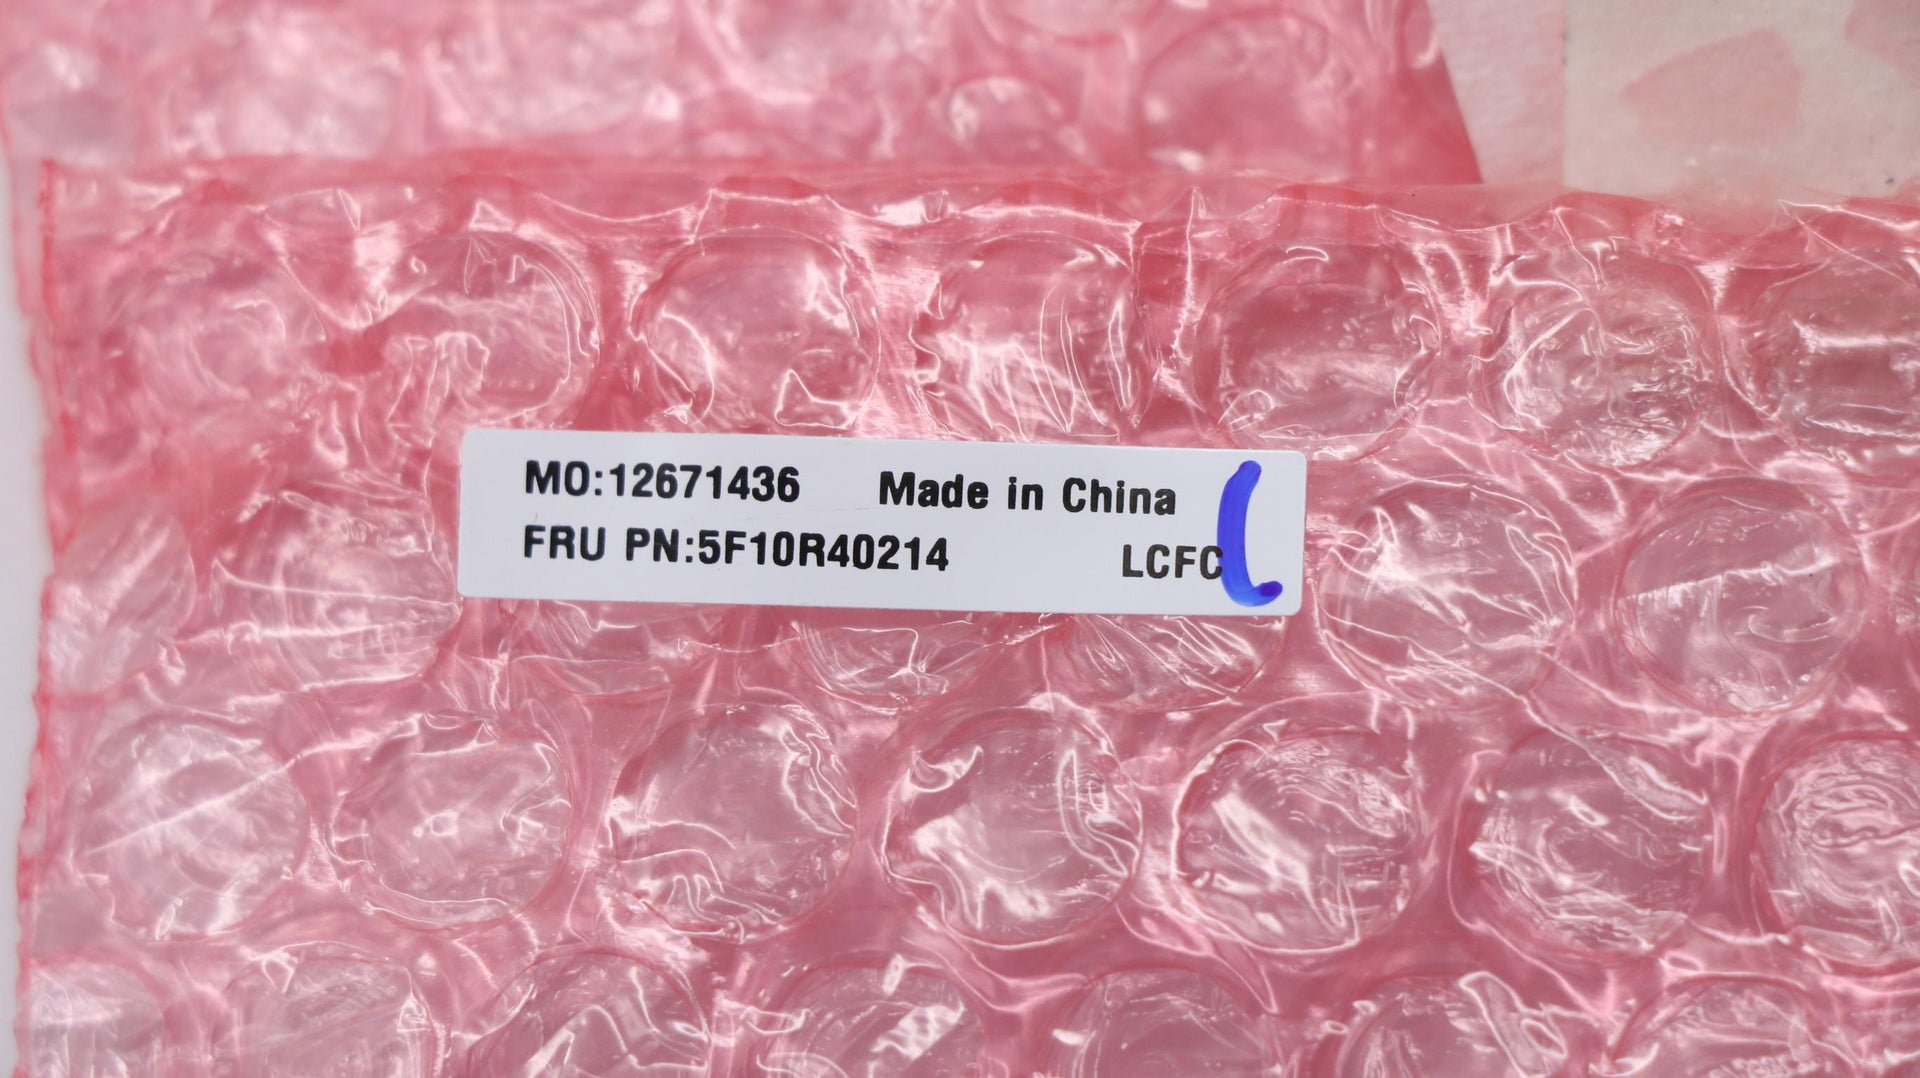 MO:12671436 Made in China
FRU PN:5F10R40214 LCFC